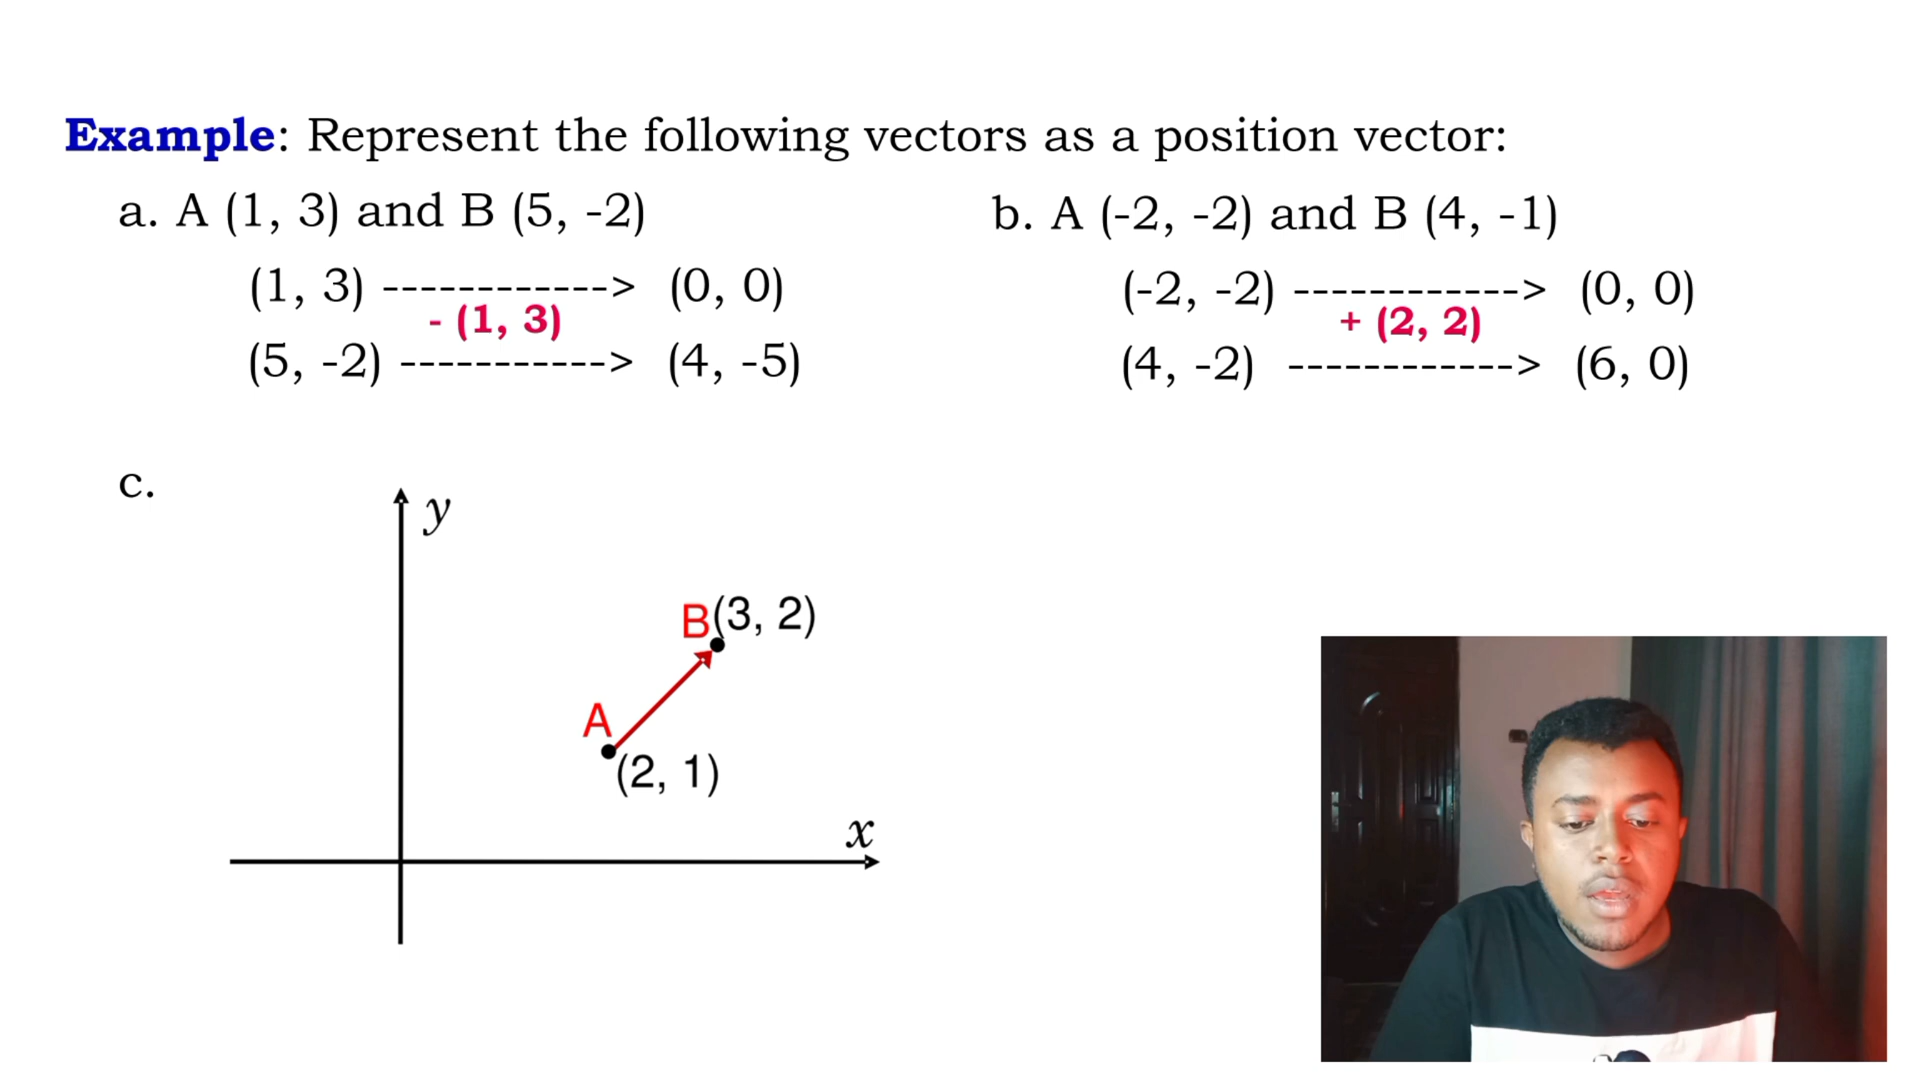 Example: Represent the following vectors as a position vector:
a. A (1, 3) and B (5, -2)
(1, 3) ------------> (0, 0)
- (1, 3)
(5, -2) -----------> (4, -5)
b. A (-2, -2) and B (4, -1)
(-2, -2) ------------> (0, 0)
+ (2, 2)
(4, -2) ------------> (6, 0)
c.
y
B(3, 2)
A
(2, 1)
x